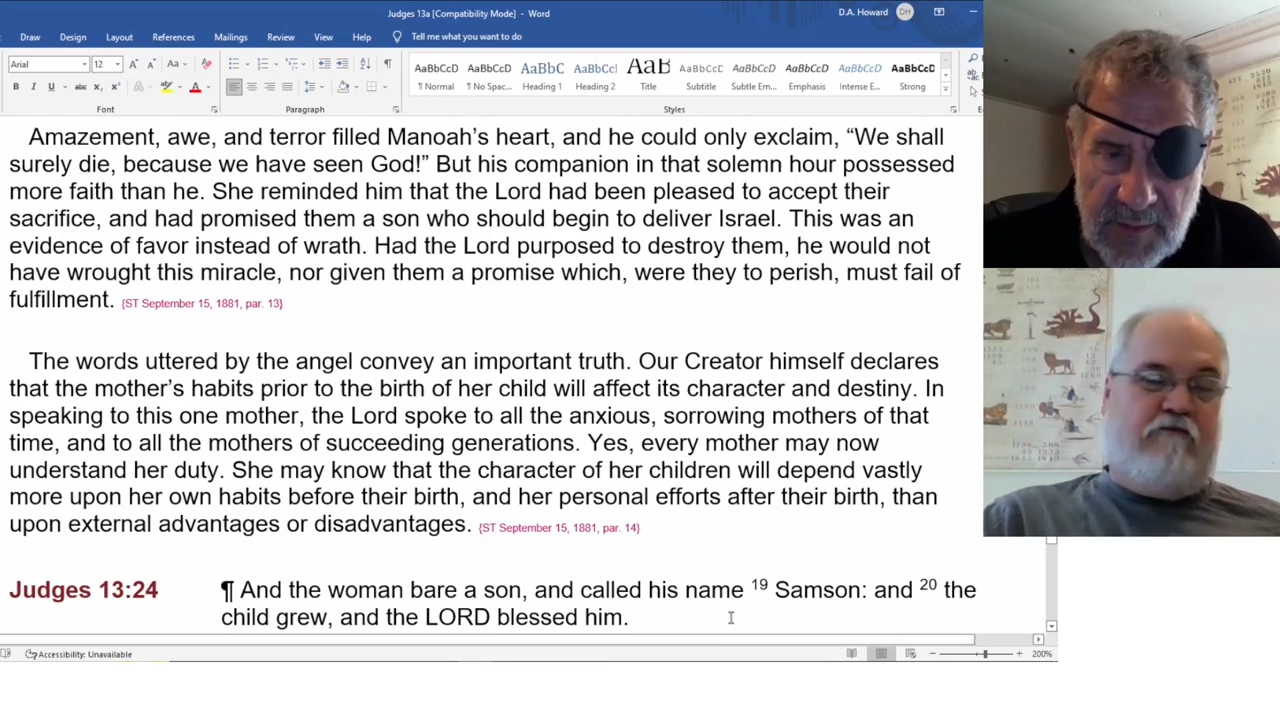 Judges 13a [Compatibility Mode] - Word
D.A. Howard
DH
Draw Design Layout References Mailings Review View Help Tell me what you want to do
Arial 12
Aa
B I U abc X₂ X² A A
AaBbCcD AaBbCcD AaBbC AaBbCcI AaB AaBbCcD AaBbCcD AaBbCcD AaBbCcD AaBbCcD
¶ Normal ¶ No Spac... Heading 1 Heading 2 Title Subtitle Subtle Em... Emphasis Intense E... Strong
Font Paragraph Styles
Amazement, awe, and terror filled Manoah’s heart, and he could only exclaim, “We shall
surely die, because we have seen God!” But his companion in that solemn hour possessed
more faith than he. She reminded him that the Lord had been pleased to accept their
sacrifice, and had promised them a son who should begin to deliver Israel. This was an
evidence of favor instead of wrath. Had the Lord purposed to destroy them, he would not
have wrought this miracle, nor given them a promise which, were they to perish, must fail of
fulfillment. {ST September 15, 1881, par. 13}
The words uttered by the angel convey an important truth. Our Creator himself declares
that the mother’s habits prior to the birth of her child will affect its character and destiny. In
speaking to this one mother, the Lord spoke to all the anxious, sorrowing mothers of that
time, and to all the mothers of succeeding generations. Yes, every mother may now
understand her duty. She may know that the character of her children will depend vastly
more upon her own habits before their birth, and her personal efforts after their birth, than
upon external advantages or disadvantages. {ST September 15, 1881, par. 14}
Judges 13:24 ¶ And the woman bare a son, and called his name 19 Samson: and 20 the
child grew, and the LORD blessed him.
Accessibility: Unavailable
200%